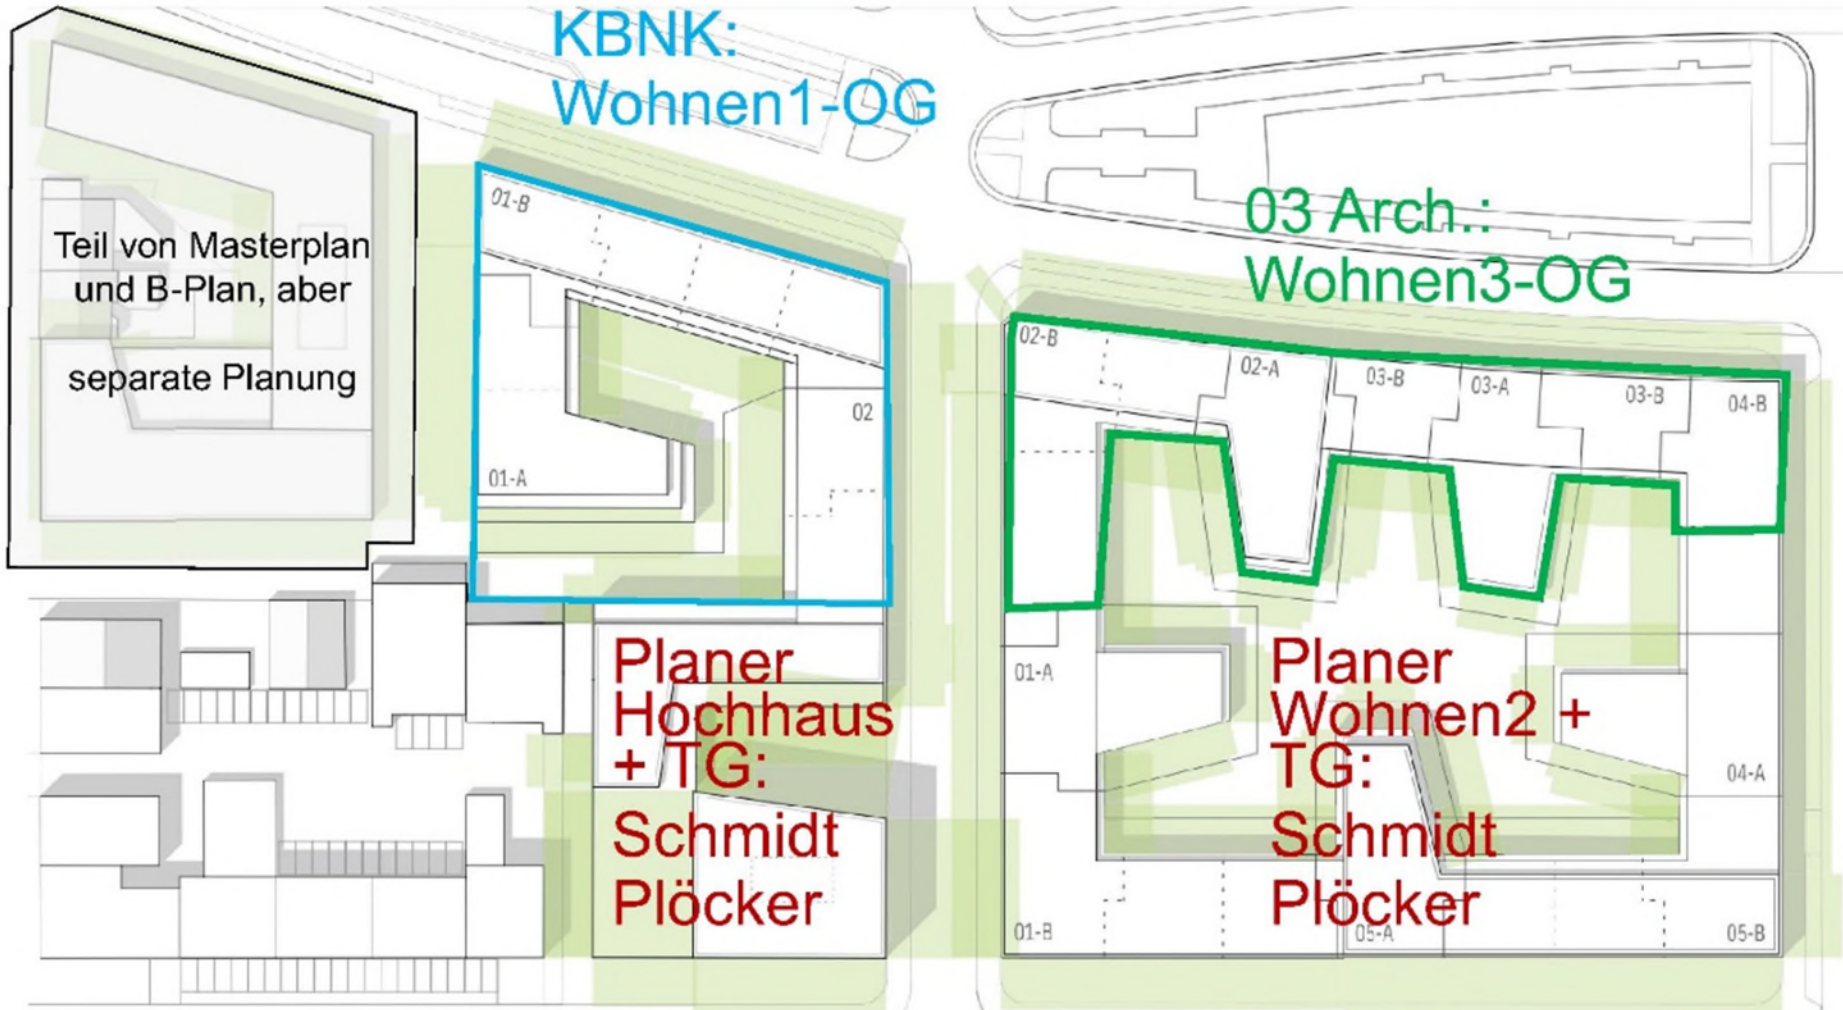 KBNK:
Wohnen1-OG
Teil von Masterplan
und B-Plan, aber
separate Planung
01-B
02
01-A
03 Arch.:
Wohnen3-OG
02-B
02-A
03-B
03-A
03-B
04-B
Planer
Hochhaus
+ TG:
Schmidt
Plöcker
01-A
Planer
Wohnen2 +
TG:
Schmidt
Plöcker
04-A
01-B
05-A
05-B